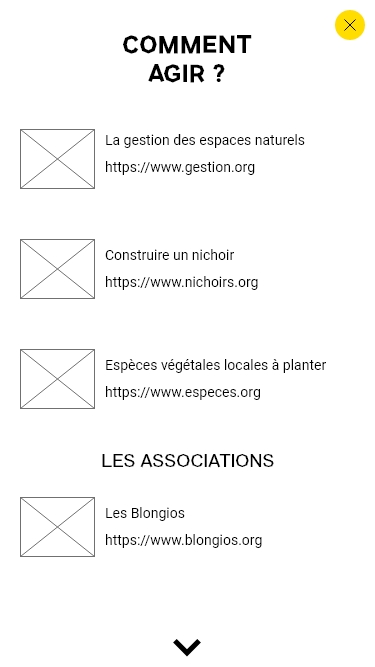 COMMENT
AGIR ?
La gestion des espaces naturels
https://www.gestion.org
Construire un nichoir
https://www.nichoirs.org
Espèces végétales locales à planter
https://www.especes.org
LES ASSOCIATIONS
Les Blongios
https://www.blongios.org